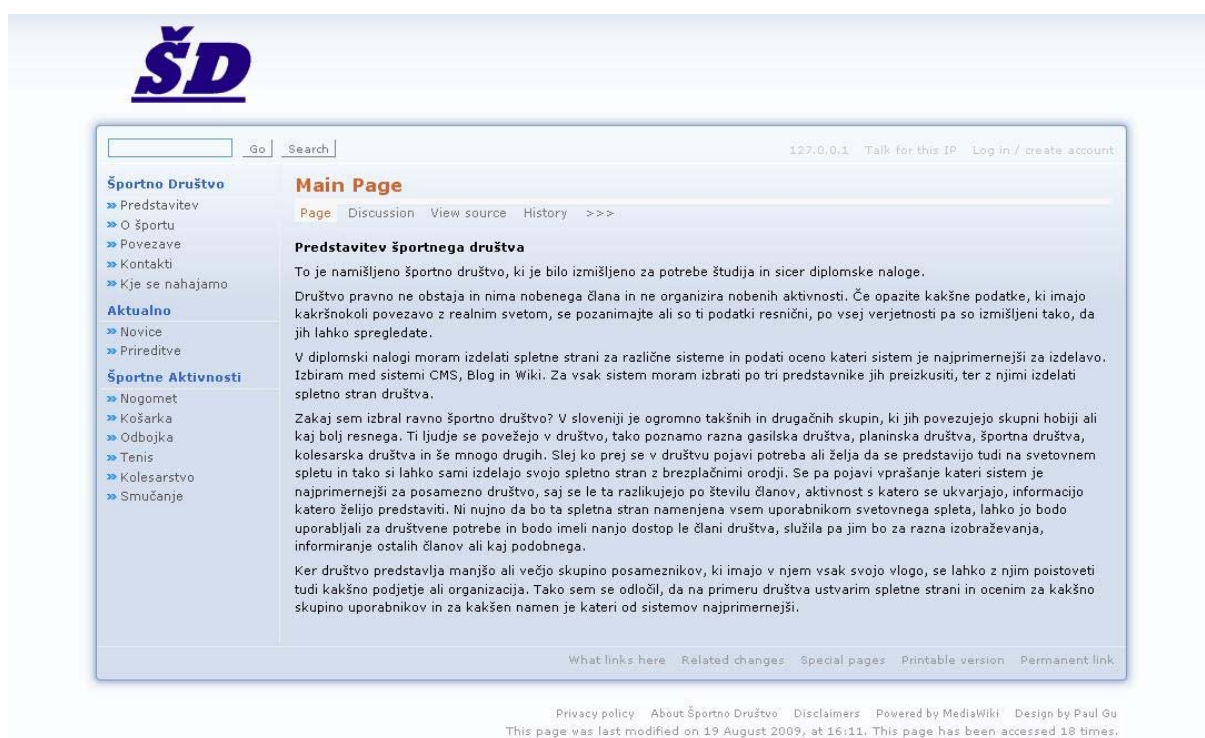 ŠD
Go Search
127.0.0.1 Talk for this IP Log in / create account
Športno Društvo
» Predstavitev
» O športu
» Povezave
» Kontakti
» Kje se nahajamo
Aktualno
» Novice
» Prireditve
Športne Aktivnosti
» Nogomet
» Košarka
» Odbojka
» Tenis
» Kolesarstvo
» Smučanje
Main Page
Page Discussion View source History >>>
Predstavitev športnega društva
To je namišljeno športno društvo, ki je bilo izmišljeno za potrebe študija in sicer diplomske naloge.
Društvo pravno ne obstaja in nima nobenega člana in ne organizira nobenih aktivnosti. Če opazite kakšne podatke, ki imajo
kakršnokoli povezavo z realnim svetom, se pozanimajte ali so ti podatki resnični, po vsej verjetnosti pa so izmišljeni tako, da
jih lahko spregledate.
V diplomski nalogi moram izdelati spletne strani za različne sisteme in podati oceno kateri sistem je najprimernejši za izdelavo.
Izbiram med sistemi CMS, Blog in Wiki. Za vsak sistem moram izbrati po tri predstavnike jih preizkusiti, ter z njimi izdelati
spletno stran društva.
Zakaj sem izbral ravno športno društvo? V sloveniji je ogromno takšnih in drugačnih skupin, ki jih povezujejo skupni hobiji ali
kaj bolj resnega. Ti ljudje se povežejo v društvo, tako poznamo razna gasilska društva, planinska društva, športna društva,
kolesarska društva in še mnogo drugih. Slej ko prej se v društvu pojavi potreba ali želja da se predstavijo tudi na svetovnem
spletu in tako si lahko sami izdelajo svojo spletno stran z brezplačnimi orodji. Se pa pojavi vprašanje kateri sistem je
najprimernejši za posamezno društvo, saj se le ta razlikujejo po številu članov, aktivnost s katero se ukvarjajo, informacijo
katero želijo predstaviti. Ni nujno da bo ta spletna stran namenjena vsem uporabnikom svetovnega spleta, lahko jo bodo
uporabljali za društvene potrebe in bodo imeli nanjo dostop le člani društva, služila pa jim bo za razna izobraževanja,
informiranje ostalih članov ali kaj podobnega.
Ker društvo predstavlja manjšo ali večjo skupino posameznikov, ki imajo v njem vsak svojo vlogo, se lahko z njim poistoveti
tudi kakšno podjetje ali organizacija. Tako sem se odločil, da na primeru društva ustvarim spletne strani in ocenim za kakšno
skupino uporabnikov in za kakšen namen je kateri od sistemov najprimernejši.
What links here Related changes Special pages Printable version Permanent link
Privacy policy About Športno Društvo Disclaimers Powered by MediaWiki Design by Paul Gu
This page was last modified on 19 August 2009, at 16:11. This page has been accessed 18 times.